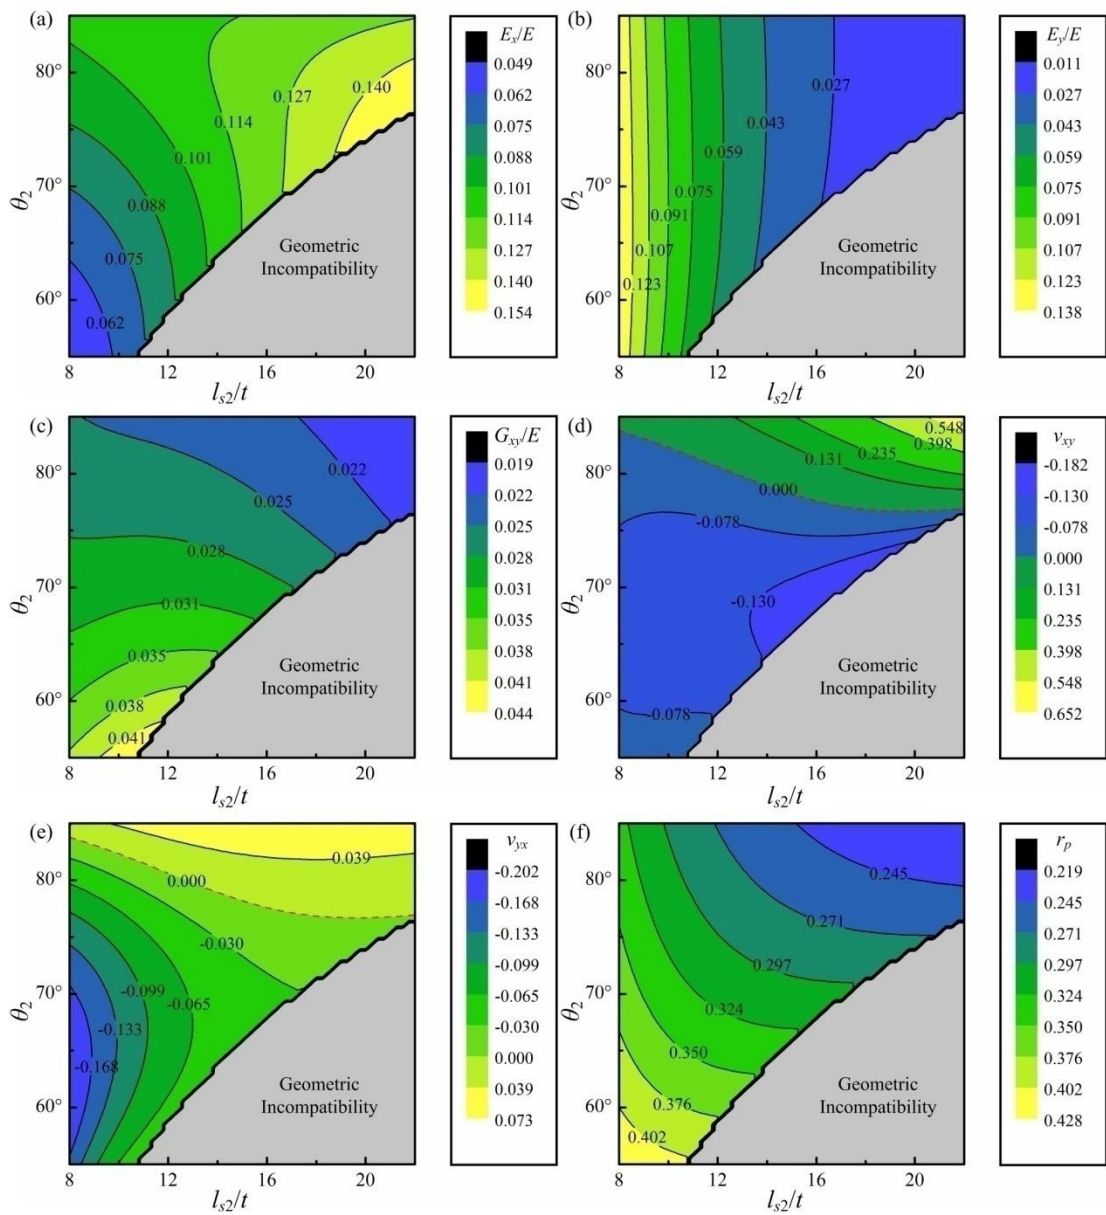 (a)
80°
70°
60°
θ₂
0.140
0.127
0.114
0.101
0.088
0.075
0.062
Geometric
Incompatibility
8 12 16 20
lₛ₂/t
Eₓ/E
0.049
0.062
0.075
0.088
0.101
0.114
0.127
0.140
0.154
(b)
80°
70°
60°
θ₂
0.027
0.043
0.059
0.075
0.091
0.107
0.123
Geometric
Incompatibility
8 12 16 20
lₛ₂/t
E_y/E
0.011
0.027
0.043
0.059
0.075
0.091
0.107
0.123
0.138
(c)
80°
70°
60°
θ₂
0.022
0.025
0.028
0.031
0.035
0.038
0.041
Geometric
Incompatibility
8 12 16 20
lₛ₂/t
G_xy/E
0.019
0.022
0.025
0.028
0.031
0.035
0.038
0.041
0.044
(d)
80°
70°
60°
θ₂
0.548
0.398
0.235
0.131
0.000
-0.078
-0.130
-0.078
Geometric
Incompatibility
8 12 16 20
lₛ₂/t
v_xy
-0.182
-0.130
-0.078
0.000
0.131
0.235
0.398
0.548
0.652
(e)
80°
70°
60°
θ₂
0.039
0.000
-0.030
-0.065
-0.099
-0.133
-0.168
Geometric
Incompatibility
8 12 16 20
lₛ₂/t
v_yx
-0.202
-0.168
-0.133
-0.099
-0.065
-0.030
0.000
0.039
0.073
(f)
80°
70°
60°
θ₂
0.245
0.271
0.297
0.324
0.350
0.376
0.402
Geometric
Incompatibility
8 12 16 20
lₛ₂/t
r_p
0.219
0.245
0.271
0.297
0.324
0.350
0.376
0.402
0.428